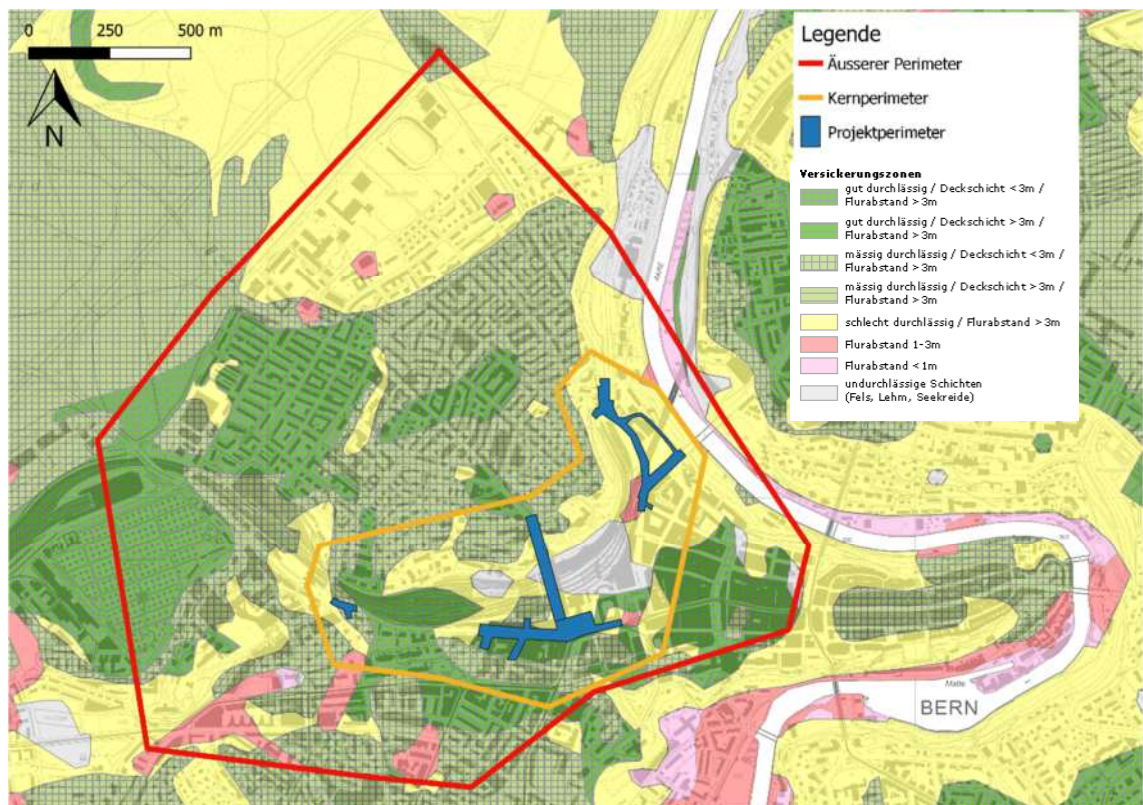 0 250 500 m
N
Legende
Äusserer Perimeter
Kernperimeter
Projektperimeter
Versickerungszonen
gut durchlässig / Deckschicht <3m /
Flurabstand >3m
gut durchlässig / Deckschicht >3m /
Flurabstand >3m
mässig durchlässig / Deckschicht <3m /
Flurabstand >3m
mässig durchlässig / Deckschicht >3m /
Flurabstand >3m
schlecht durchlässig / Flurabstand >3m
Flurabstand 1-3m
Flurabstand <1m
undurchlässige Schichten
(Fels, Lehm, Seekreide)
AARE
Matte
BERN